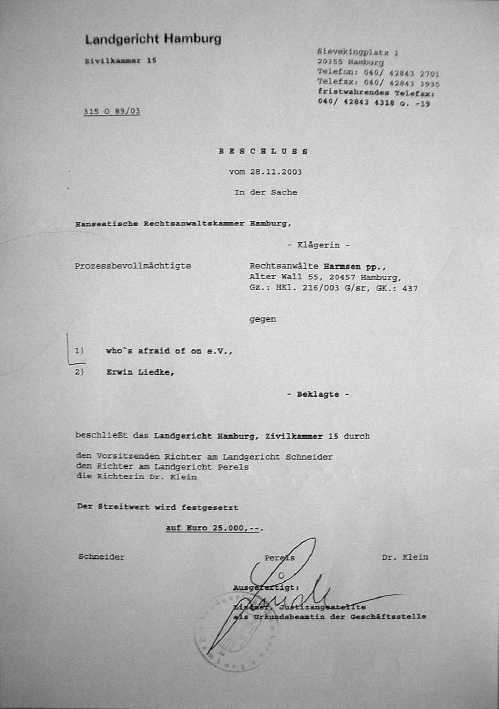 Landgericht Hamburg
Zivilkammer 15
Sievekingplatz 1
20355 Hamburg
Telefon: 040/ 42843 2701
Telefax: 040/ 42843 3935
fristwahrendes Telefax:
040/ 42843 4318 o. -19
315 O 89/03
B E S C H L U S S
vom 28.11.2003
In der Sache
Hanseatische Rechtsanwaltskammer Hamburg,
- Klägerin -
Prozessbevollmächtigte
Rechtsanwälte Harmsen pp.,
Alter Wall 55, 20457 Hamburg,
Gz.: HKl. 216/003 G/sr, GK.: 437
gegen
1) who`s afraid of on e.V.,
2) Erwin Liedke,
- Beklagte -
beschließt das Landgericht Hamburg, Zivilkammer 15 durch
den Vorsitzenden Richter am Landgericht Schneider
den Richter am Landgericht Perels
die Richterin Dr. Klein
Der Streitwert wird festgesetzt
auf Euro 25.000,--.
Schneider Perels Dr. Klein
Ausgefertigt:
Lindner, Justizangestellte
als Urkundsbeamtin der Geschäftsstelle